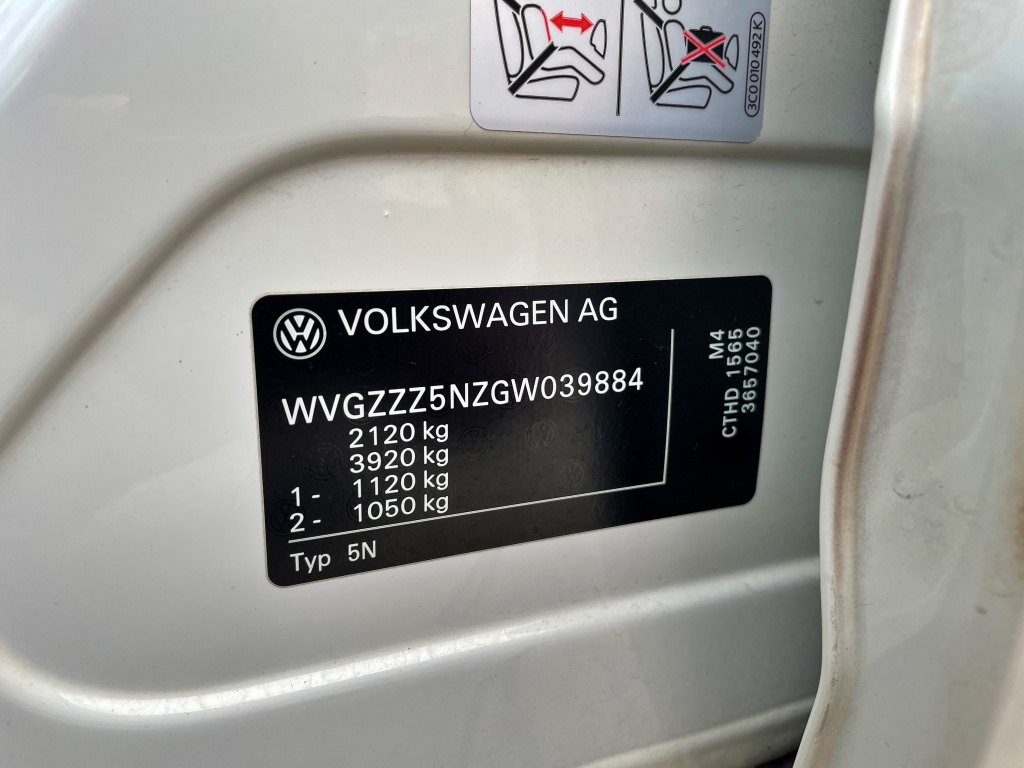 3C0 010 492 K
VOLKSWAGEN AG
WVGZZZ5NZGW039884
2120 kg
3920 kg
1 - 1120 kg
2 - 1050 kg
Typ 5N
M4
CTHD 1565
3657040